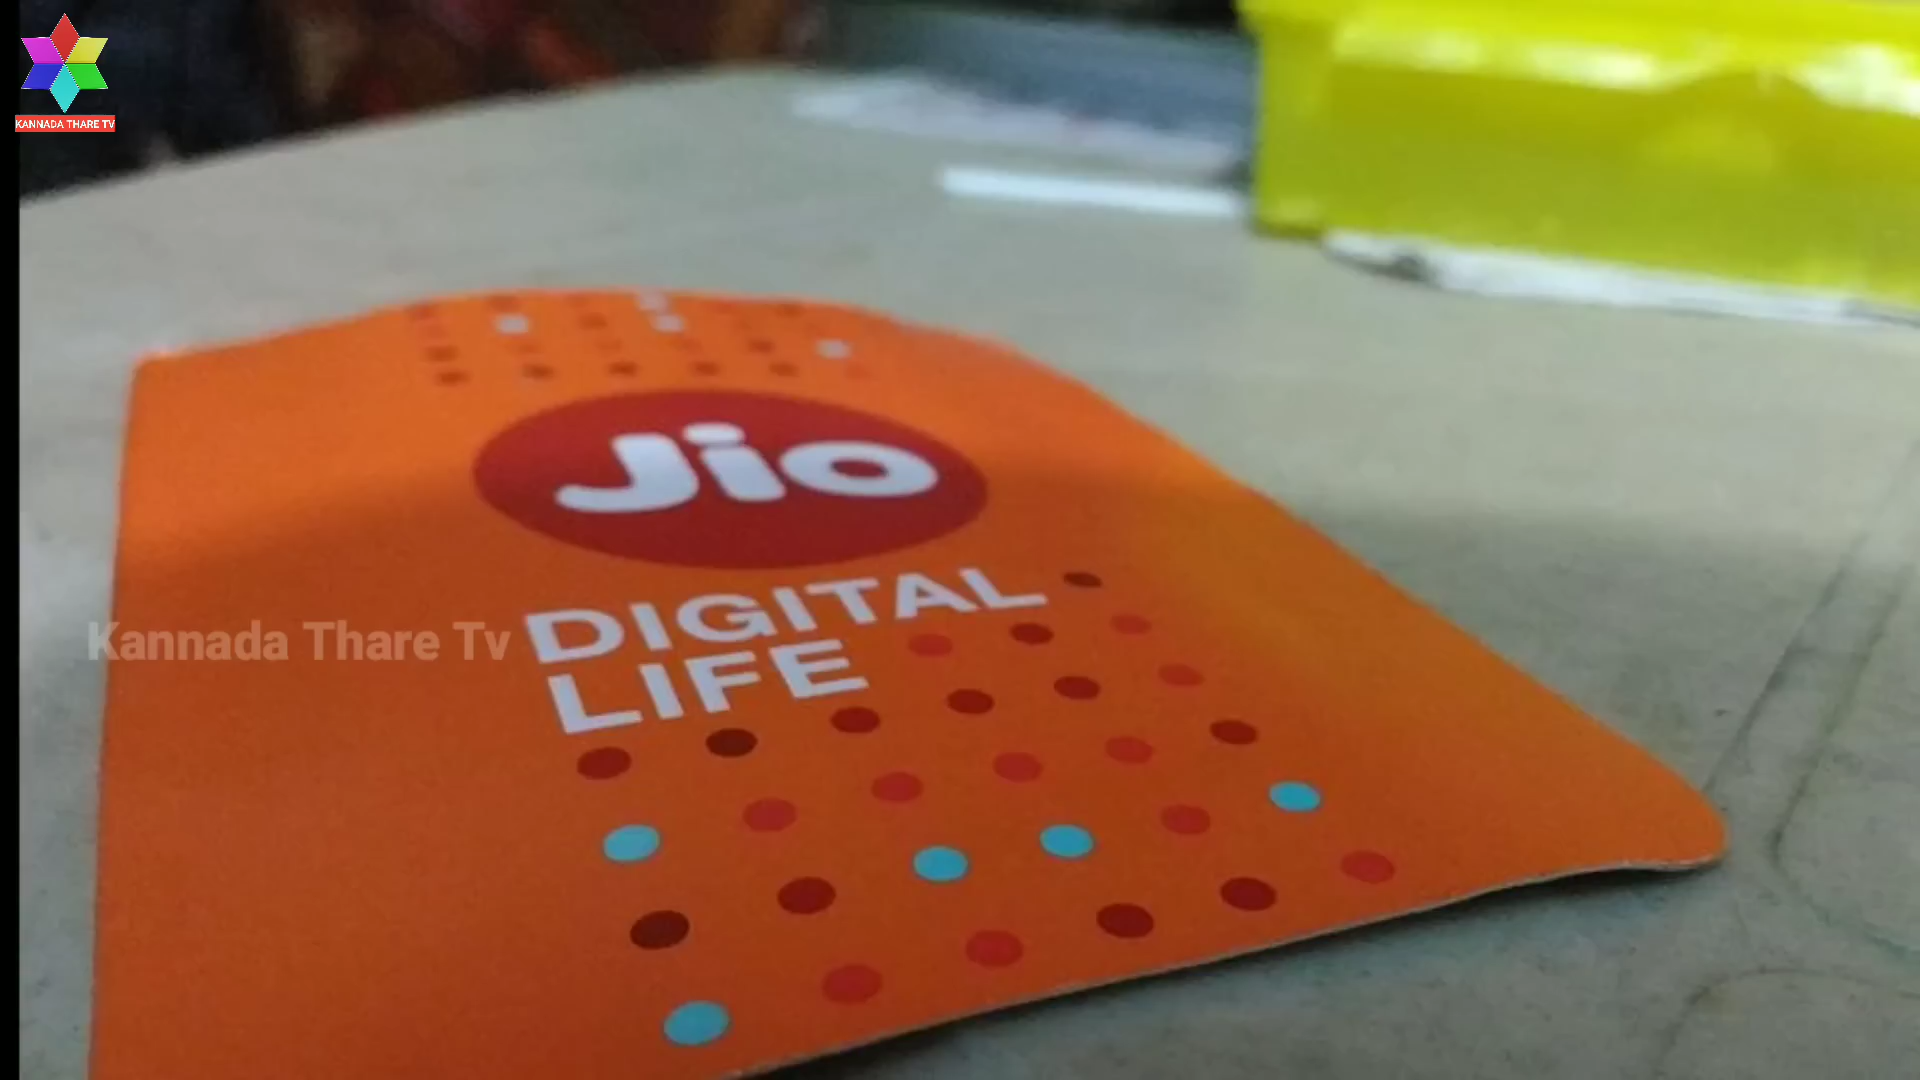 KANNADA THARE TV
Jio
DIGITAL
LIFE
Kannada Thare Tv